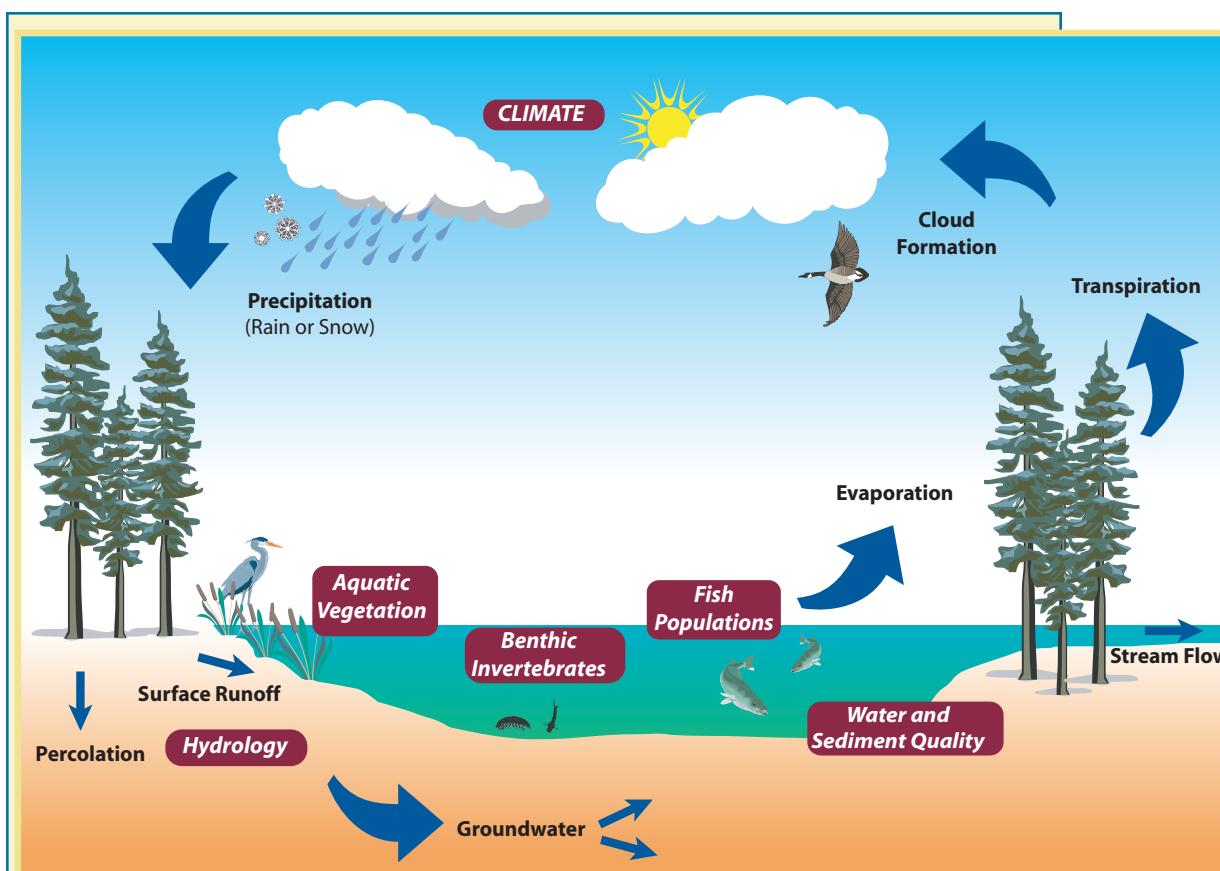 CLIMATE
Cloud
Formation
Transpiration
Precipitation
(Rain or Snow)
Evaporation
Aquatic
Vegetation
Fish
Populations
Benthic
Invertebrates
Stream Flow
Surface Runoff
Water and
Sediment Quality
Hydrology
Percolation
Groundwater